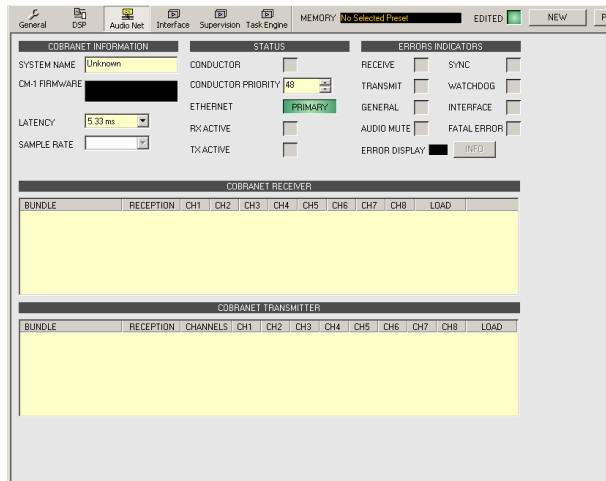 General DSP Audio Net Interface Supervision Task Engine MEMORY No Selected Preset EDITED NEW P
COBRANET INFORMATION STATUS ERRORS INDICATORS
SYSTEM NAME Unknown CONDUCTOR RECEIVE SYNC
CM-1 FIRMWARE CONDUCTOR PRIORITY 48 TRANSMIT WATCHDOG
ETHERNET PRIMARY GENERAL INTERFACE
LATENCY 5.33 ms RX ACTIVE AUDIO MUTE FATAL ERROR
SAMPLE RATE TX ACTIVE ERROR DISPLAY INFO
COBRANET RECEIVER
BUNDLE RECEPTION CH1 CH2 CH3 CH4 CH5 CH6 CH7 CH8 LOAD
COBRANET TRANSMITTER
BUNDLE RECEPTION CHANNELS CH1 CH2 CH3 CH4 CH5 CH6 CH7 CH8 LOAD